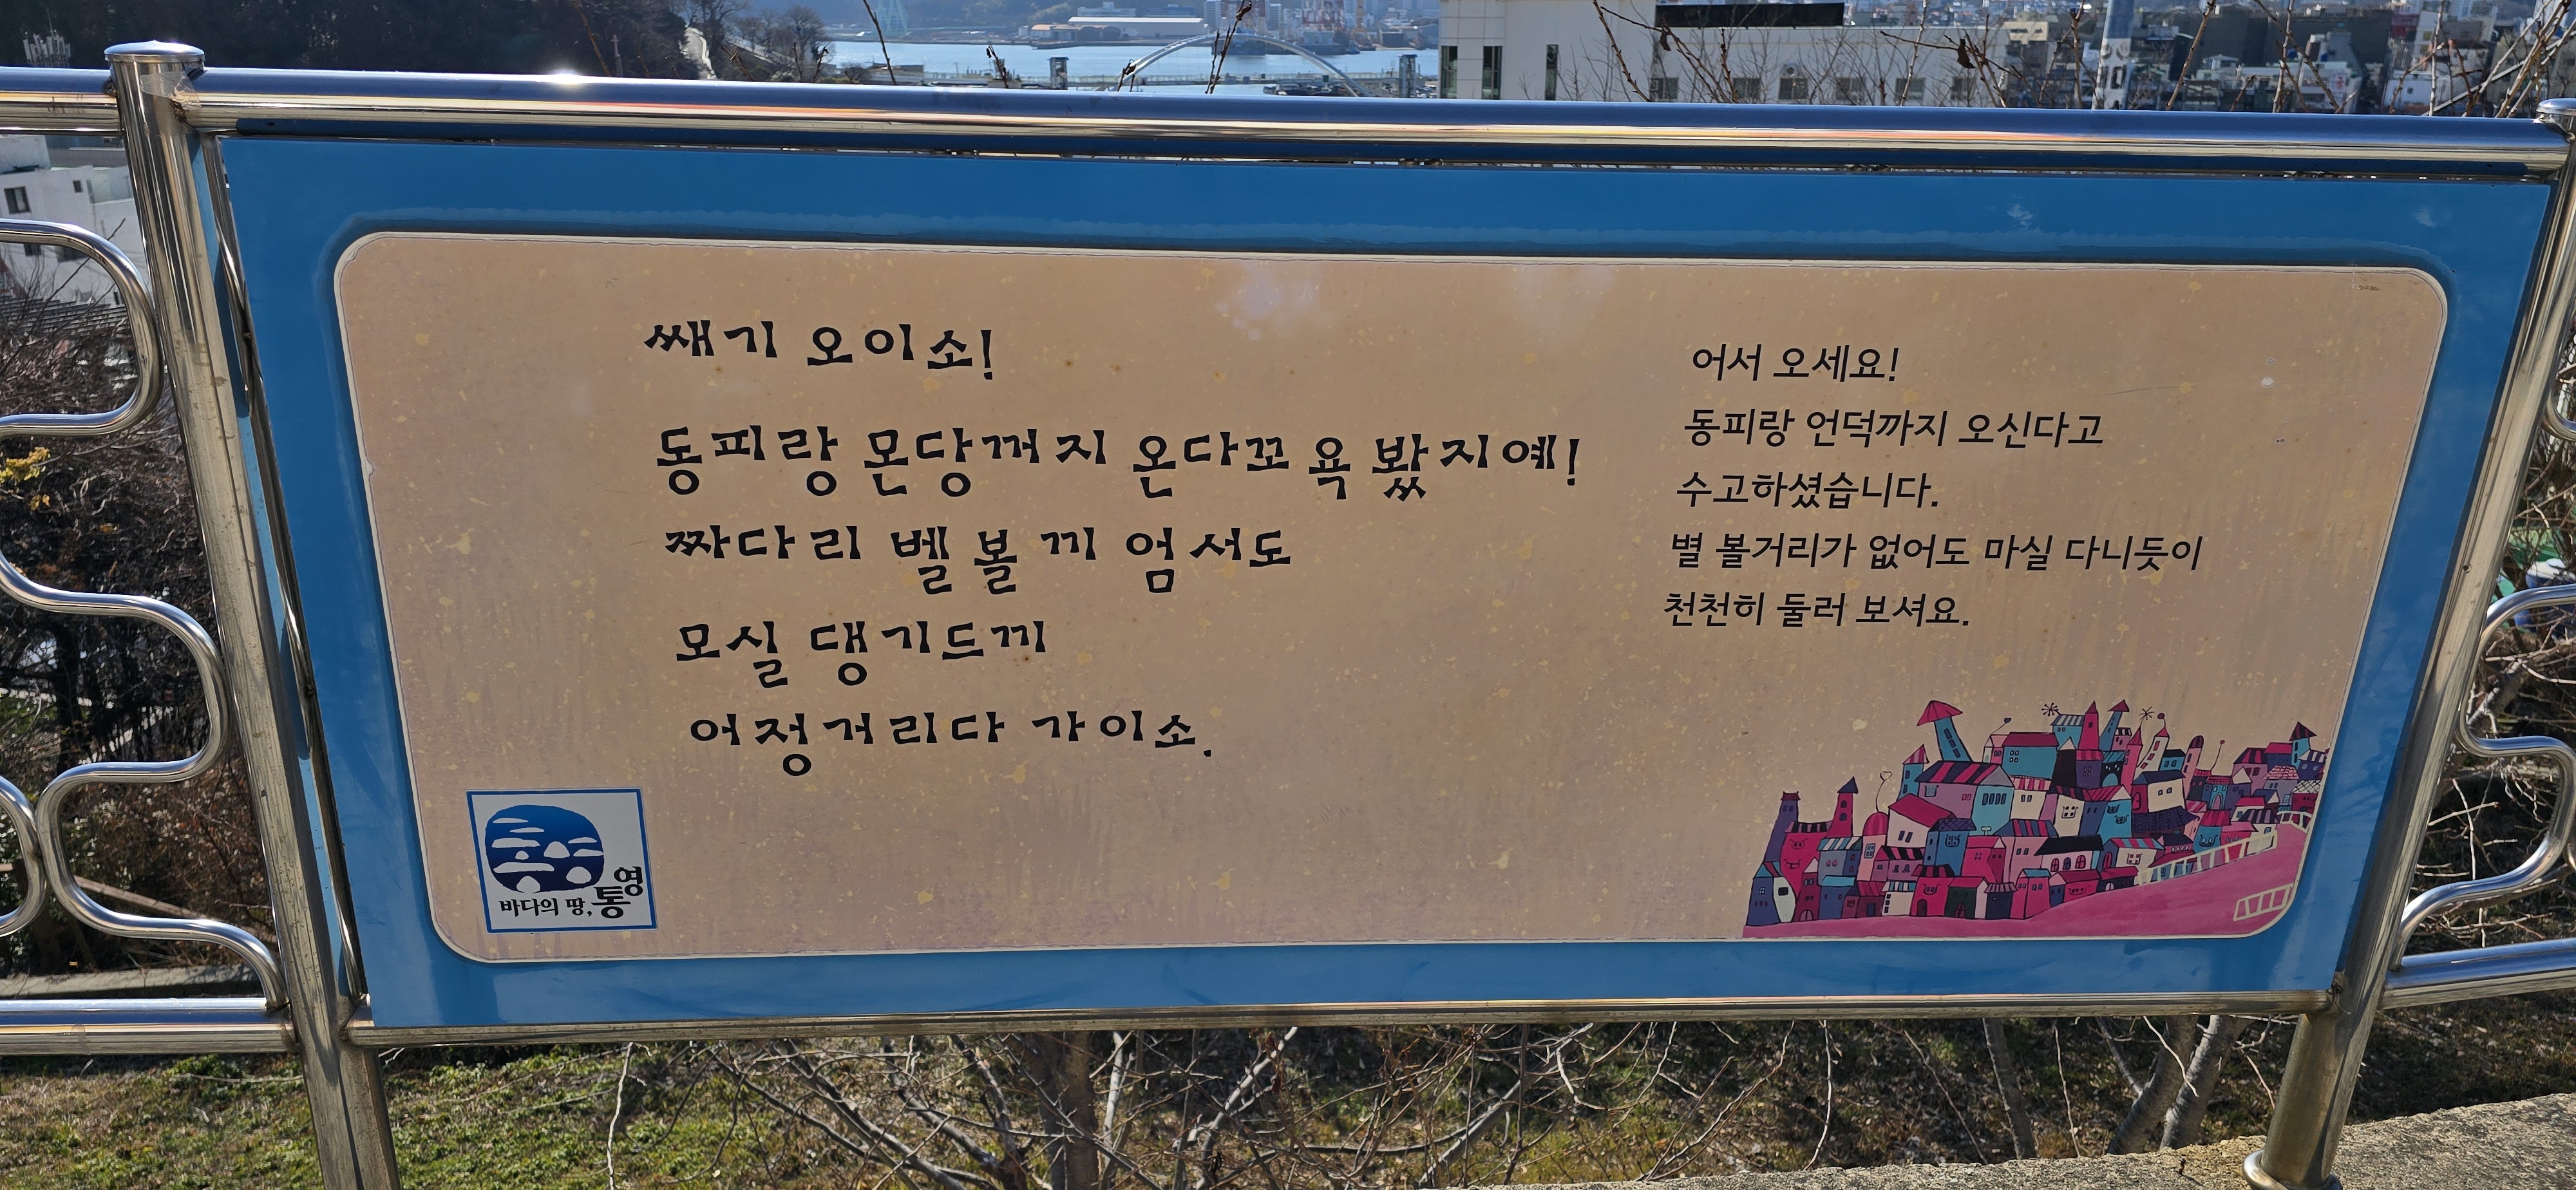 쌔기 오이소!
동피랑 몬당꺼지 온다꼬 욕 봤지예!
짜다리 벨 볼 끼 엄서도
모실 댕기드끼
어정거리다 가이소.
어서 오세요!
동피랑 언덕까지 오신다고
수고하셨습니다.
별 볼거리가 없어도 마실 다니듯이
천천히 둘러 보셔요.
바다의 땅, 통영